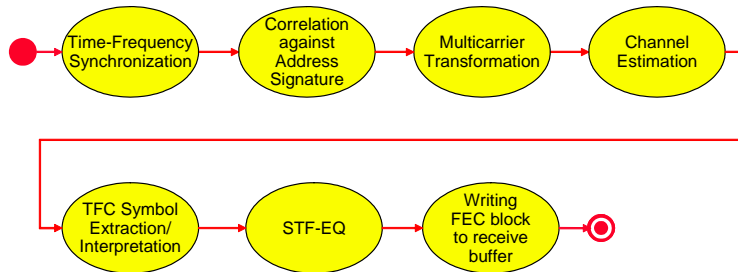 Time-Frequency
Synchronization
Correlation
against
Address
Signature
Multicarrier
Transformation
Channel
Estimation
TFC Symbol
Extraction/
Interpretation
STF-EQ
Writing
FEC block
to receive
buffer